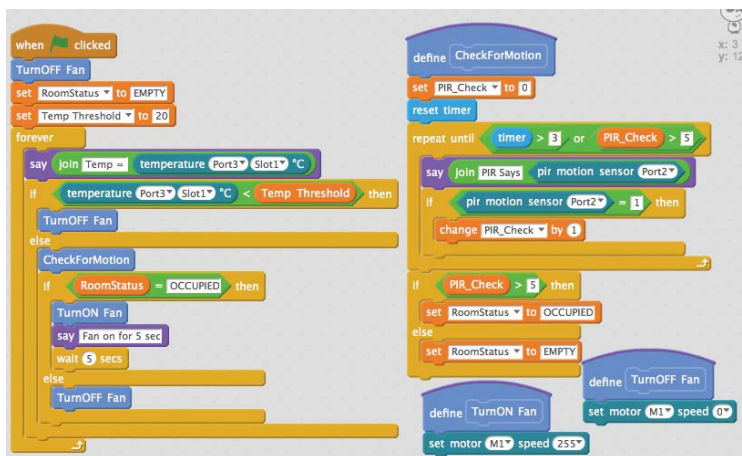 when clicked
TurnOFF Fan
set RoomStatus to EMPTY
set Temp Threshold to 20
forever
say join Temp = temperature Port3 Slot1 °C
if temperature Port3 Slot1 °C < Temp Threshold then
TurnOFF Fan
else
CheckForMotion
if RoomStatus = OCCUPIED then
TurnON Fan
say Fan on for 5 sec
wait 5 secs
else
TurnOFF Fan
define CheckForMotion
set PIR_Check to 0
reset timer
repeat until timer > 3 or PIR_Check > 5
say join PIR Says pir motion sensor Port2
if pir motion sensor Port2 = 1 then
change PIR_Check by 1
if PIR_Check > 5 then
set RoomStatus to OCCUPIED
else
set RoomStatus to EMPTY
define TurnON Fan
set motor M1 speed 255
define TurnOFF Fan
set motor M1 speed 0
x: 3
y: 12